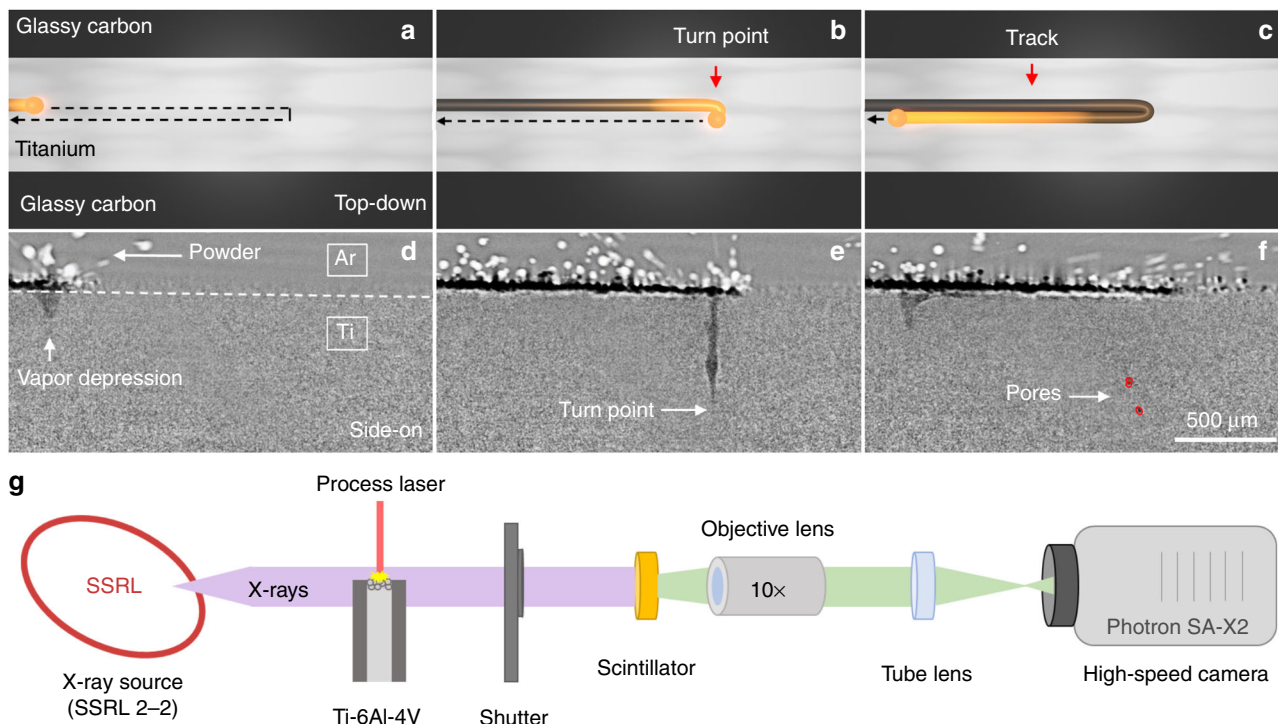 Glassy carbon
a
Titanium
Glassy carbon
Top-down
b
Turn point
c
Track
d
Powder
Ar
Ti
Vapor depression
Side-on
e
Turn point
f
Pores
500 μm
g
Process laser
Objective lens
SSRL
X-rays
10×
Photron SA-X2
Scintillator
Tube lens
High-speed camera
X-ray source
(SSRL 2–2)
Ti-6Al-4V
Shutter